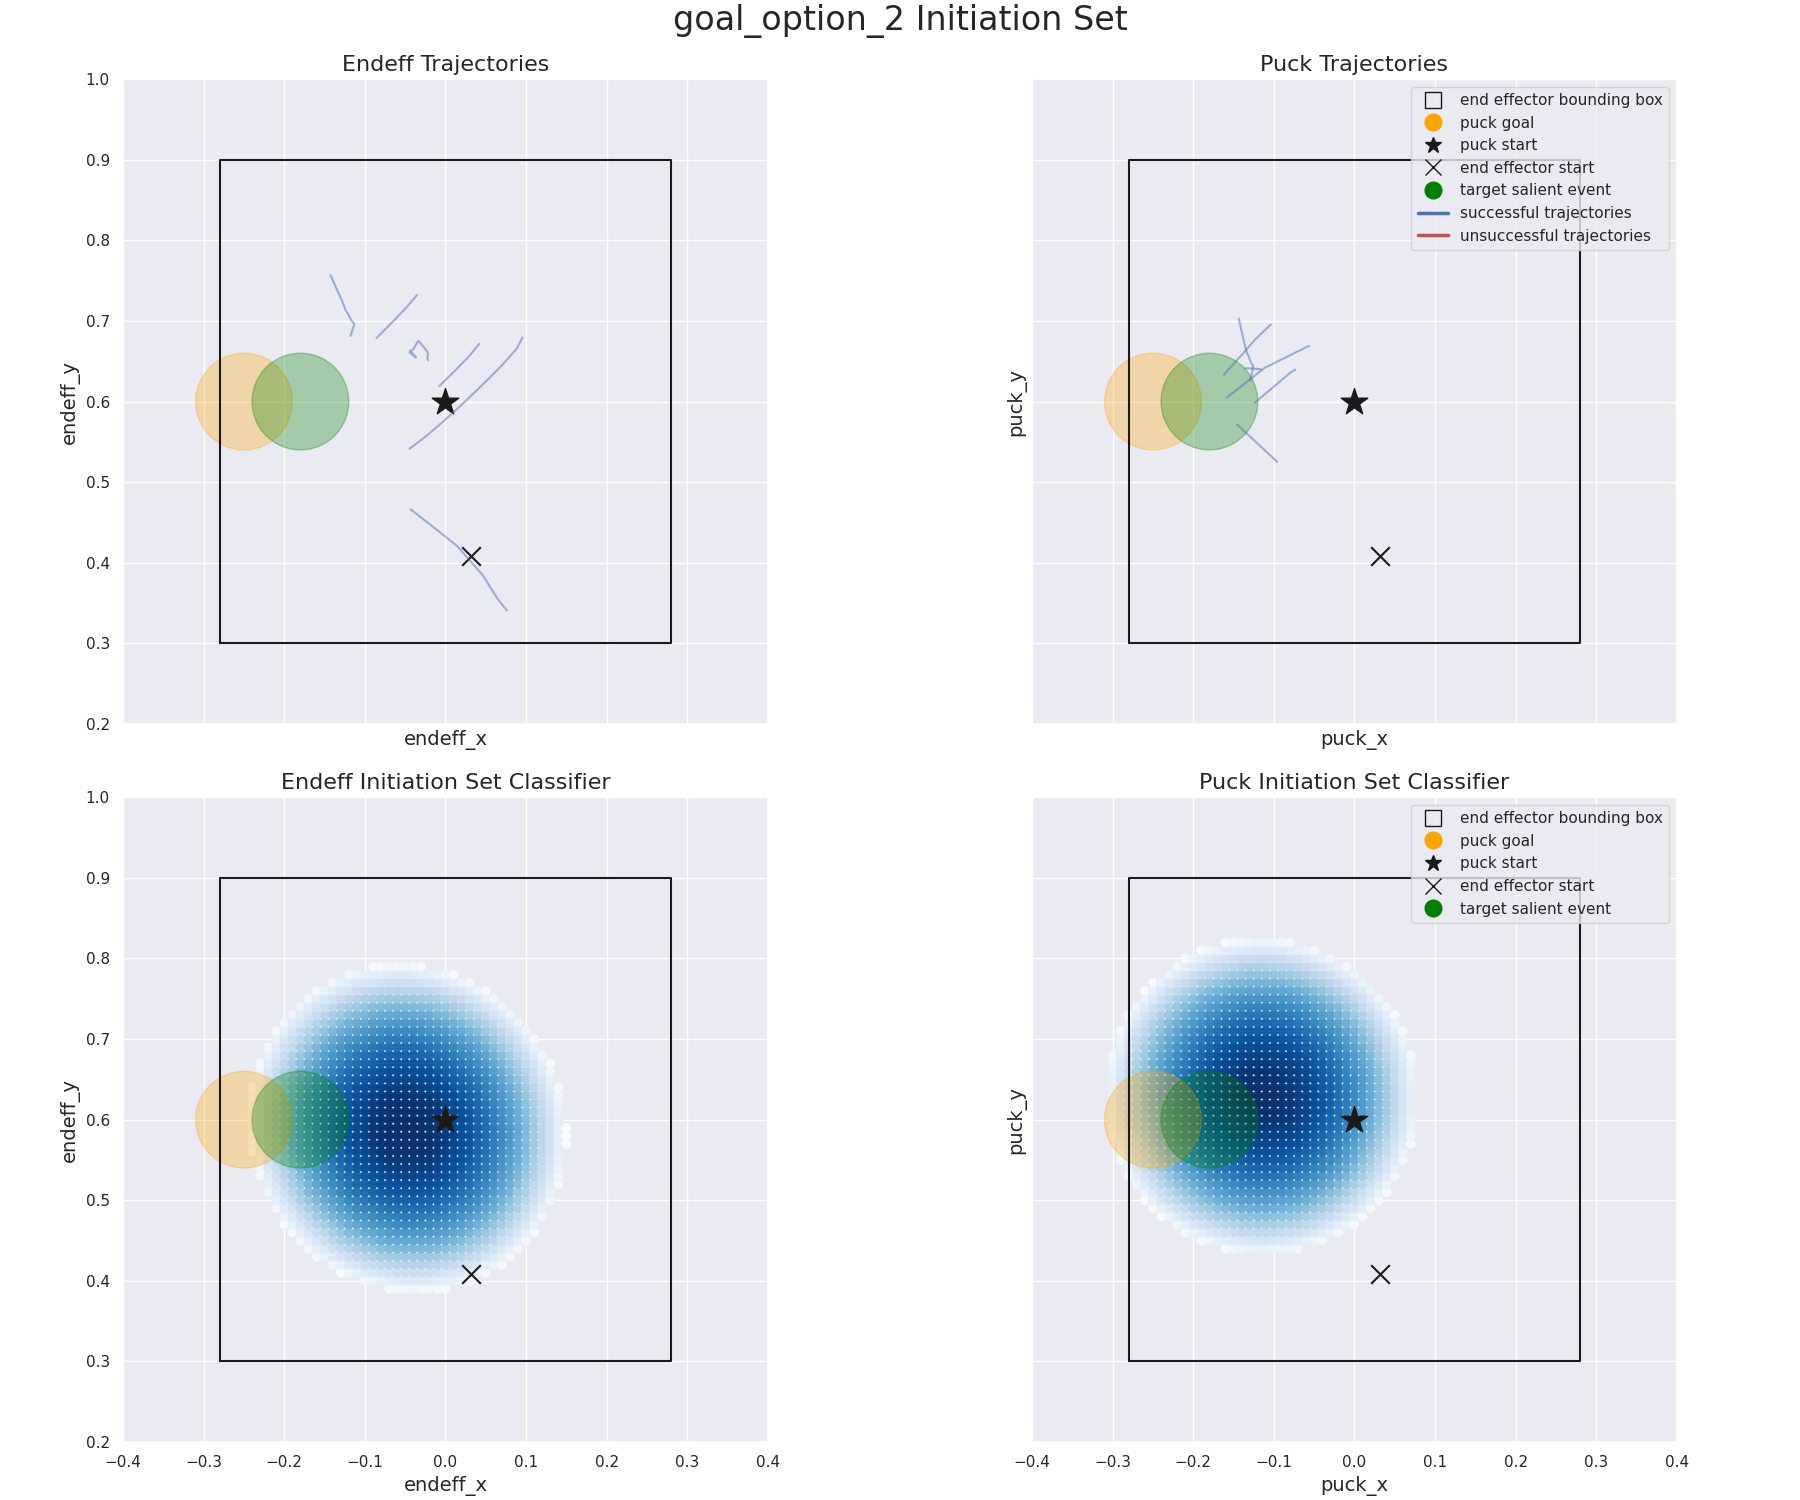 goal_option_2 Initiation Set
Endeff Trajectories
1.0
0.9
0.8
0.7
0.6
0.5
0.4
0.3
0.2
endeff_y
endeff_x
Puck Trajectories
end effector bounding box
puck goal
puck start
end effector start
target salient event
successful trajectories
unsuccessful trajectories
puck_y
puck_x
Endeff Initiation Set Classifier
1.0
0.9
0.8
0.7
0.6
0.5
0.4
0.3
0.2
endeff_y
−0.4 −0.3 −0.2 −0.1 0.0 0.1 0.2 0.3 0.4
endeff_x
Puck Initiation Set Classifier
end effector bounding box
puck goal
puck start
end effector start
target salient event
puck_y
−0.4 −0.3 −0.2 −0.1 0.0 0.1 0.2 0.3 0.4
puck_x